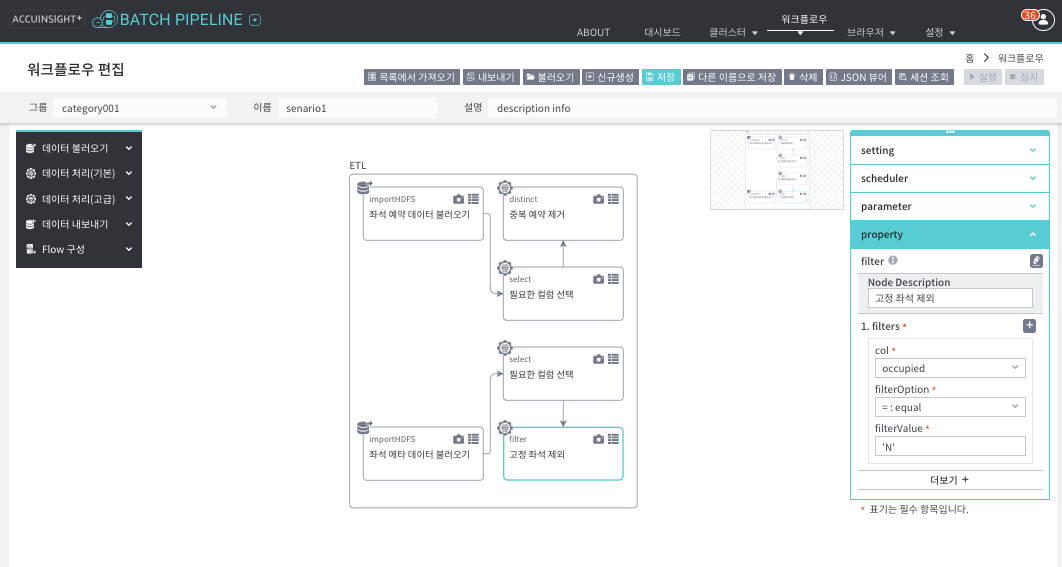 ACCUINSIGHT+ BATCH PIPELINE
36
ABOUT 대시보드 클러스터 워크플로우 브라우저 설정
홈 > 워크플로우
워크플로우 편집
목록에서 가져오기 내보내기 불러오기 신규생성 저장 다른 이름으로 저장 삭제 JSON 뷰어 세션 조회 실행 정지
그룹 category001 이름 senario1 설명 description info
데이터 불러오기
데이터 처리(기본)
데이터 처리(고급)
데이터 내보내기
Flow 구성
ETL
importHDFS
좌석 예약 데이터 불러오기
distinct
중복 예약 제거
select
필요한 컬럼 선택
select
필요한 컬럼 선택
importHDFS
좌석 메타 데이터 불러오기
filter
고정 좌석 제외
setting
scheduler
parameter
property
filter
Node Description
고정 좌석 제외
1. filters *
col *
occupied
filterOption *
= : equal
filterValue *
'N'
더보기 +
* 표기는 필수 항목입니다.